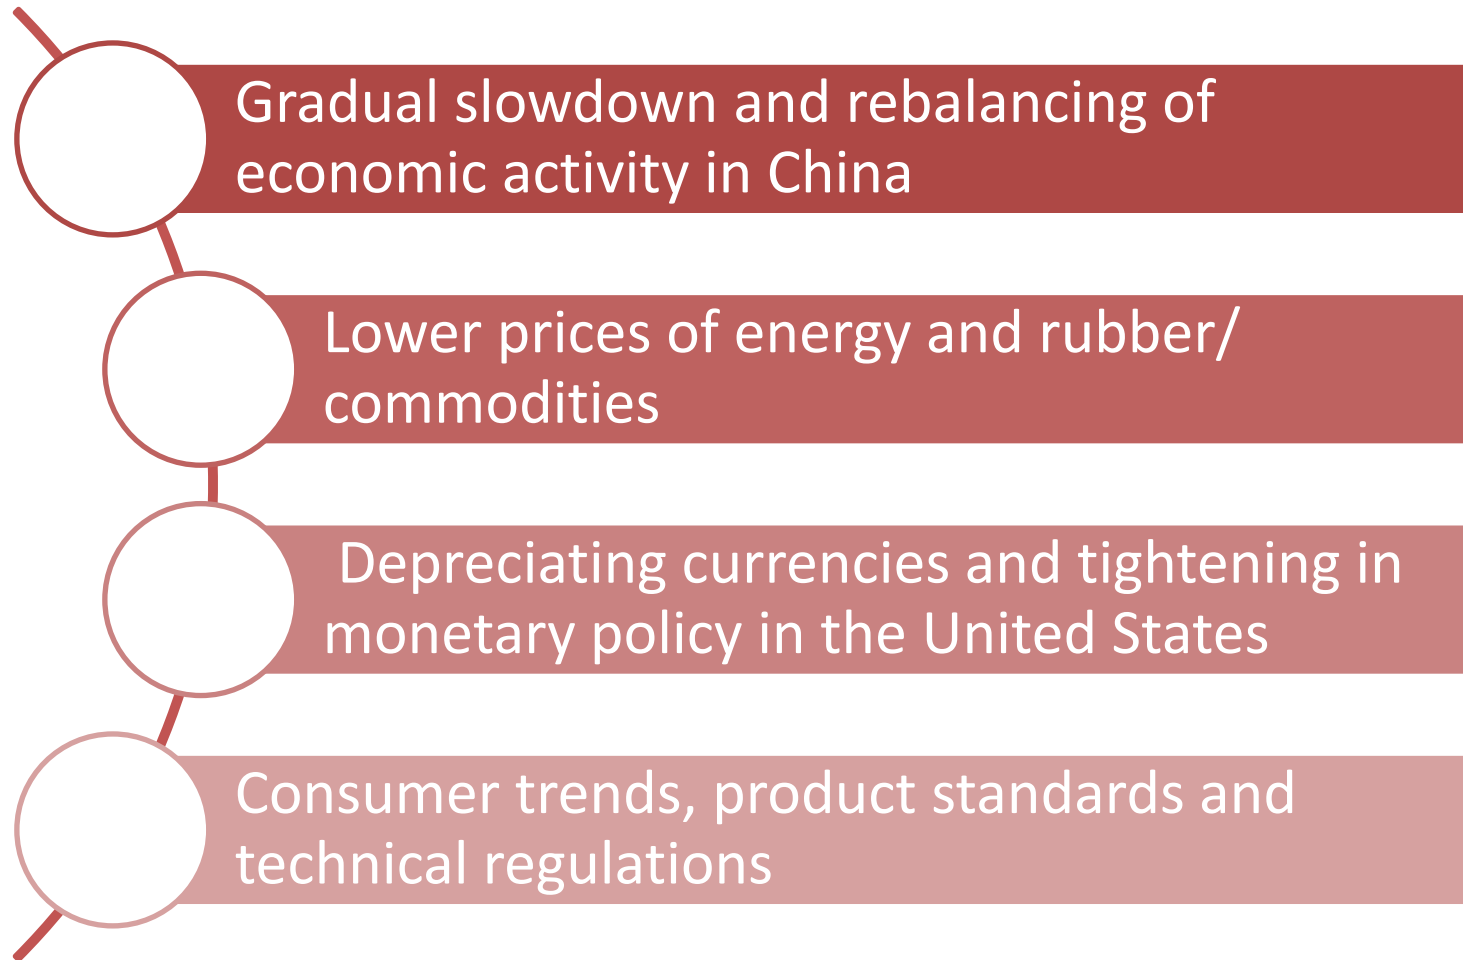 Gradual slowdown and rebalancing of
economic activity in China
Lower prices of energy and rubber/
commodities
Depreciating currencies and tightening in
monetary policy in the United States
Consumer trends, product standards and
technical regulations